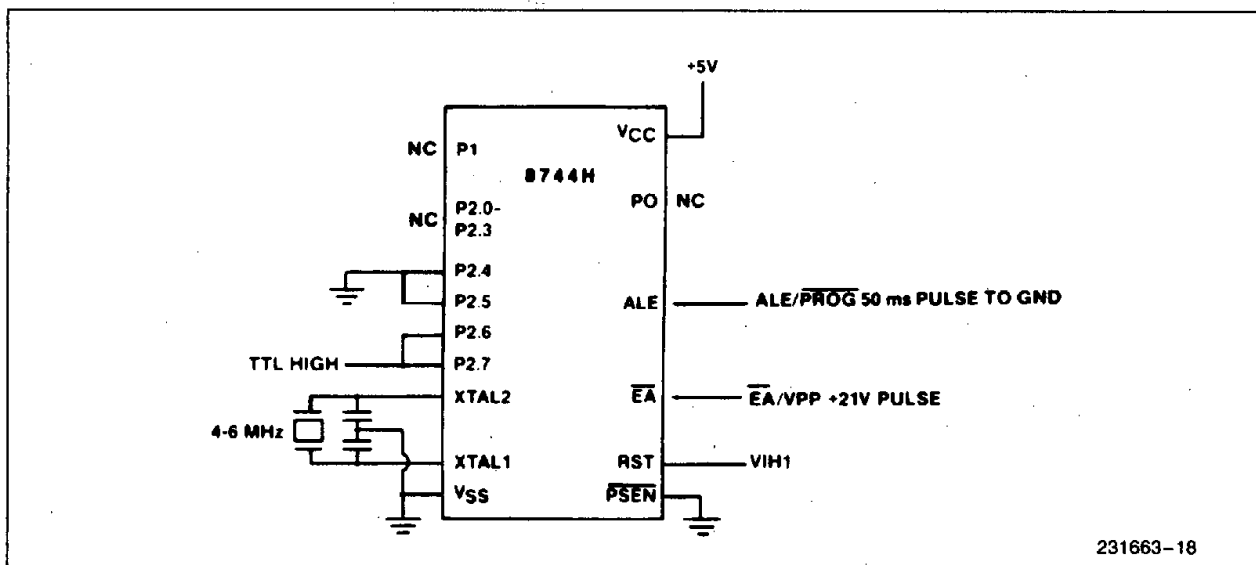 +5V
VCC
NC P1
8744H
PO NC
NC P2.0-
P2.3
P2.4
P2.5
ALE ALE/PROG 50 ms PULSE TO GND
P2.6
TTL HIGH P2.7
XTAL2 EA EA/VPP +21V PULSE
4-6 MHz
XTAL1 RST VIH1
VSS PSEN
231663-18